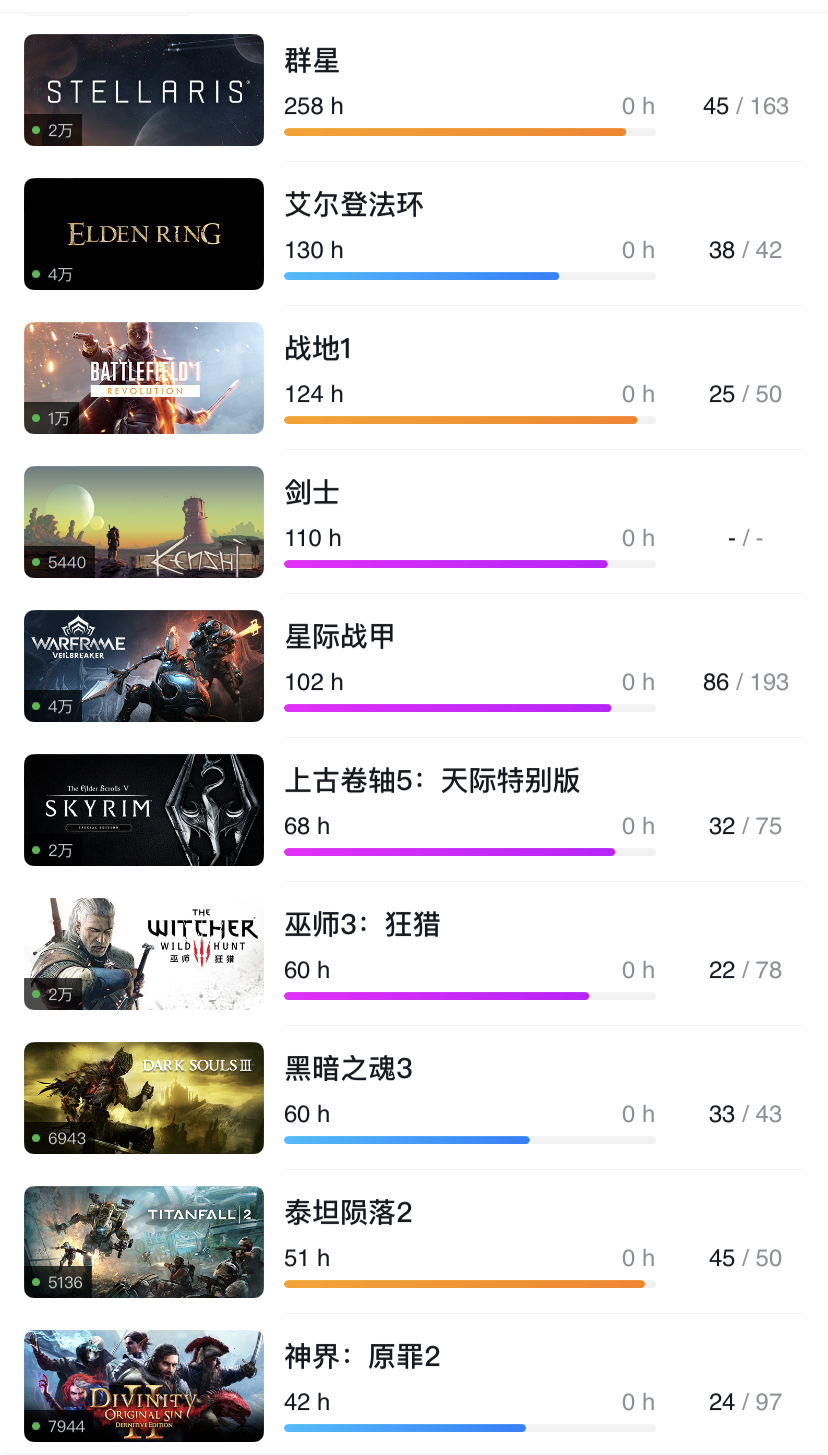 STELLARIS
2万
群星
258 h
0 h
45 / 163
ELDEN RING
4万
艾尔登法环
130 h
0 h
38 / 42
BATTLEFIELD 1
REVOLUTION
1万
战地1
124 h
0 h
25 / 50
KENSHI
5440
剑士
110 h
0 h
- / -
WARFRAME
VEILBREAKER
4万
星际战甲
102 h
0 h
86 / 193
The Elder Scrolls V
SKYRIM
SPECIAL EDITION
2万
上古卷轴5：天际特别版
68 h
0 h
32 / 75
THE
WITCHER
WILD HUNT
巫师 狂猎
2万
巫师3：狂猎
60 h
0 h
22 / 78
DARK SOULS III
6943
黑暗之魂3
60 h
0 h
33 / 43
TITANFALL 2
5136
泰坦陨落2
51 h
0 h
45 / 50
DIVINITY
II
ORIGINAL SIN
DEFINITIVE EDITION
7944
神界：原罪2
42 h
0 h
24 / 97